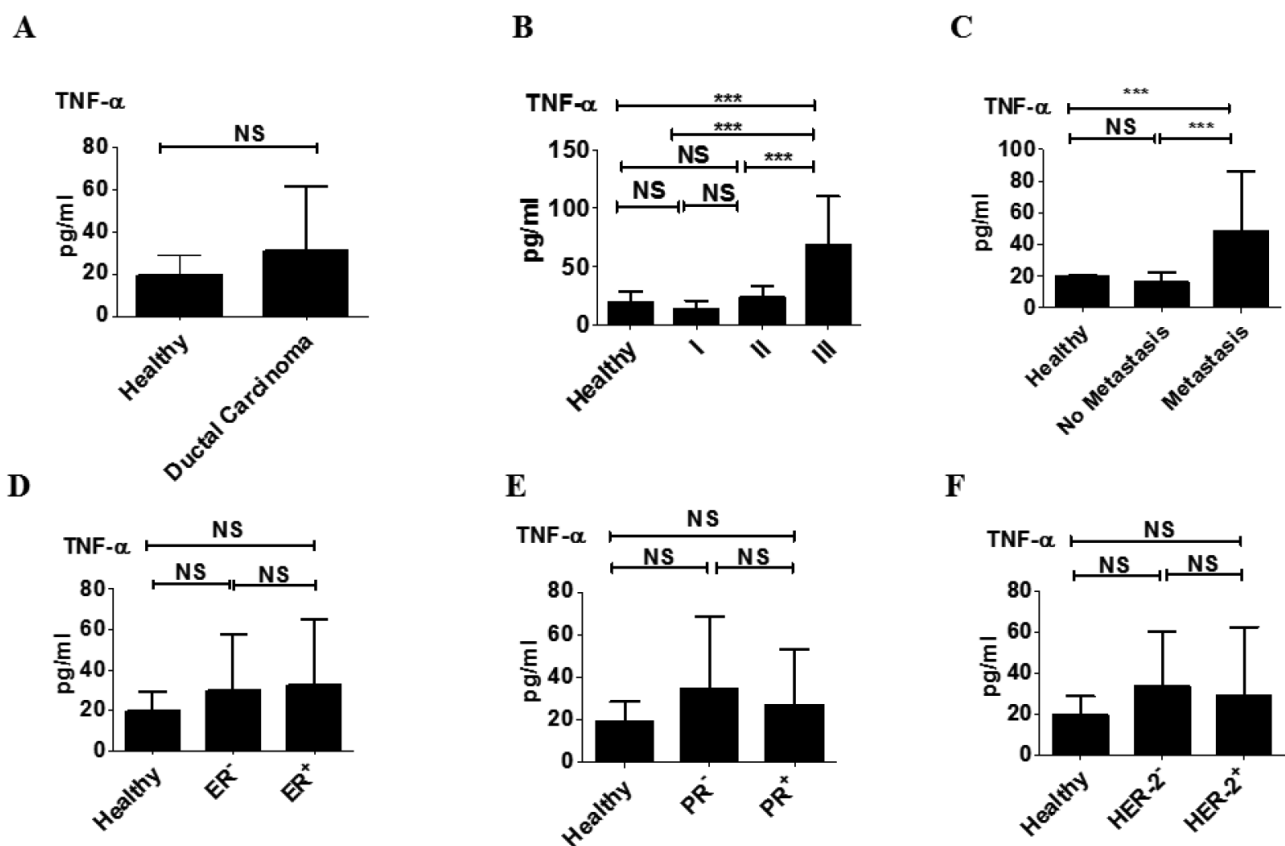 A
TNF-α
NS
pg/ml
80
60
40
20
0
Healthy
Ductal Carcinoma
B
TNF-α
***
***
NS
***
NS
NS
pg/ml
150
100
50
0
Healthy
I
II
III
C
TNF-α
***
NS
***
pg/ml
100
80
60
40
20
0
Healthy
No Metastasis
Metastasis
D
TNF-α
NS
NS
NS
pg/ml
80
60
40
20
0
Healthy
ER⁻
ER⁺
E
TNF-α
NS
NS
NS
pg/ml
80
60
40
20
0
Healthy
PR⁻
PR⁺
F
TNF-α
NS
NS
NS
pg/ml
80
60
40
20
0
Healthy
HER-2⁻
HER-2⁺